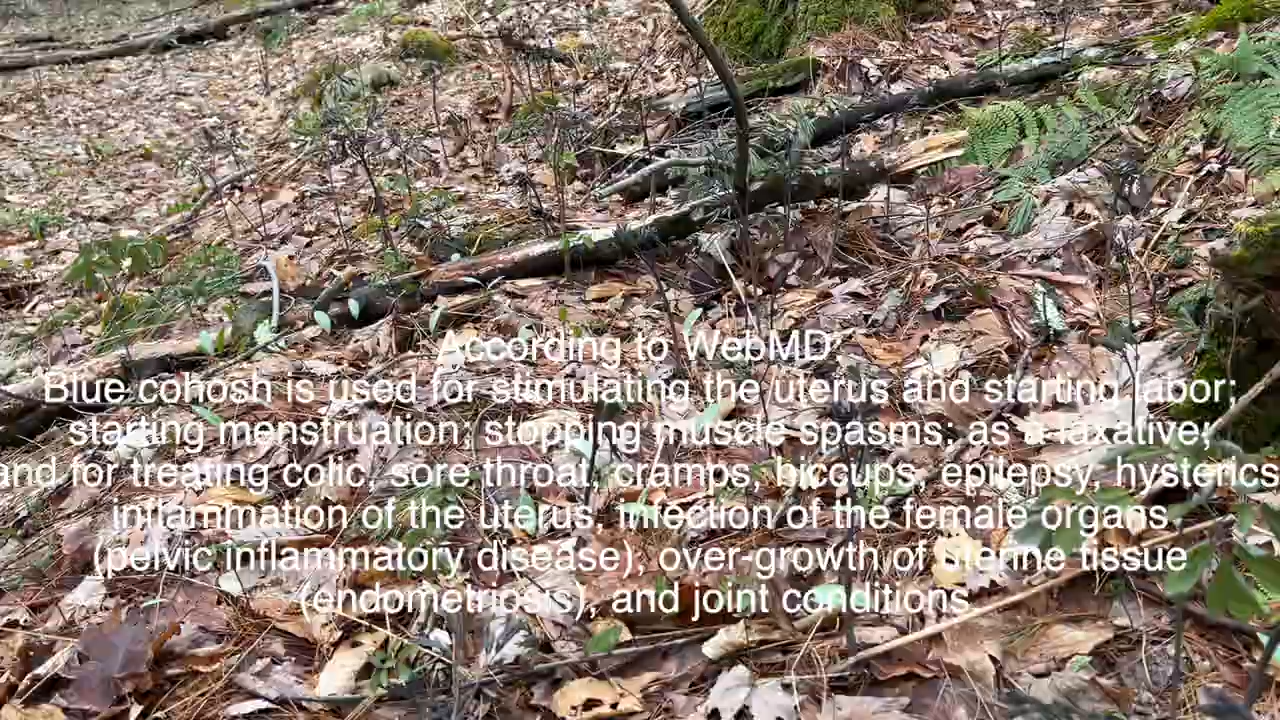 According to WebMD:
Blue cohosh is used for stimulating the uterus and starting labor;
starting menstruation; stopping muscle spasms; as a laxative;
and for treating colic, sore throat, cramps, hiccups, epilepsy, hysterics,
inflammation of the uterus, infection of the female organs
(pelvic inflammatory disease), over-growth of uterine tissue
(endometriosis), and joint conditions.